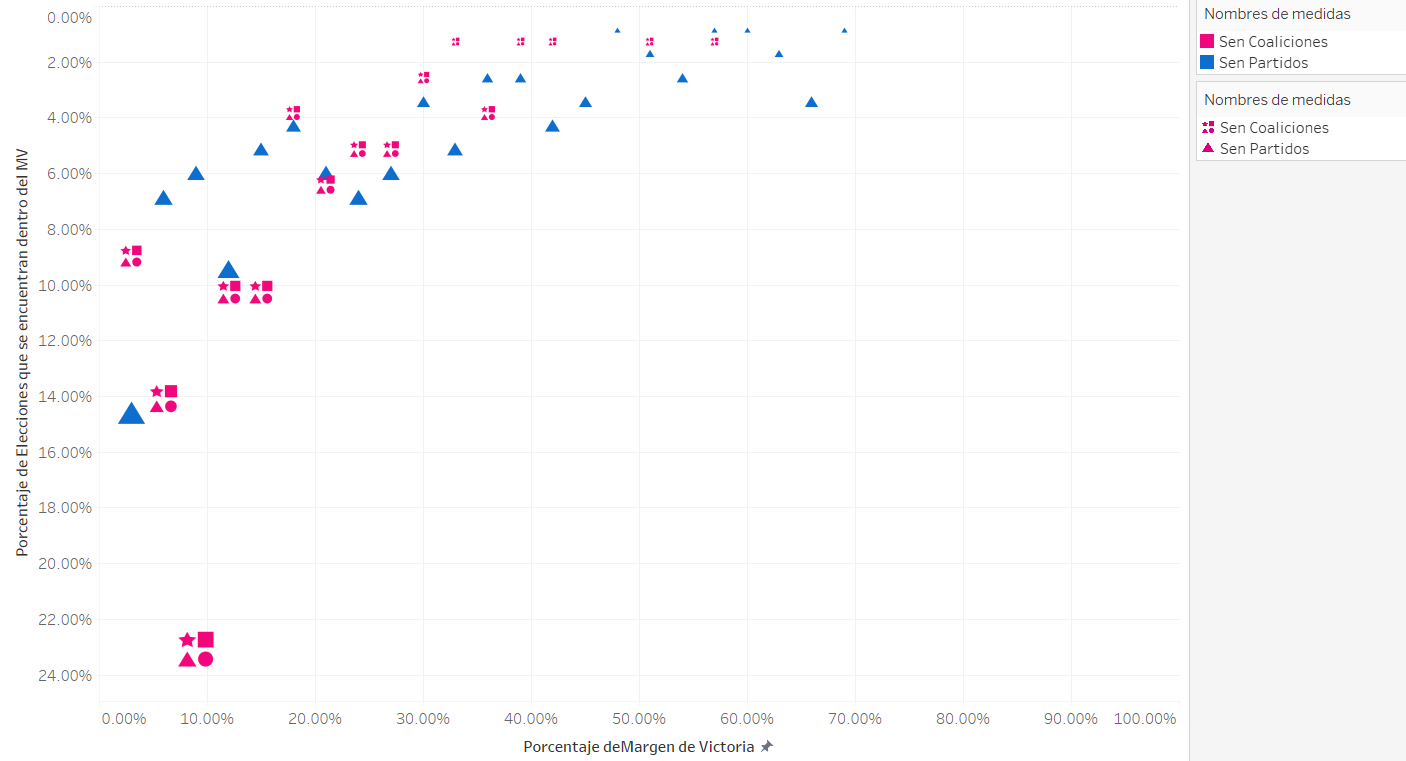 0.00%
2.00%
4.00%
6.00%
8.00%
10.00%
12.00%
14.00%
16.00%
18.00%
20.00%
22.00%
24.00%
Porcentaje de Elecciones que se encuentran dentro del MV
0.00% 10.00% 20.00% 30.00% 40.00% 50.00% 60.00% 70.00% 80.00% 90.00% 100.00%
Porcentaje deMargen de Victoria
Nombres de medidas
Sen Coaliciones
Sen Partidos
Nombres de medidas
Sen Coaliciones
Sen Partidos